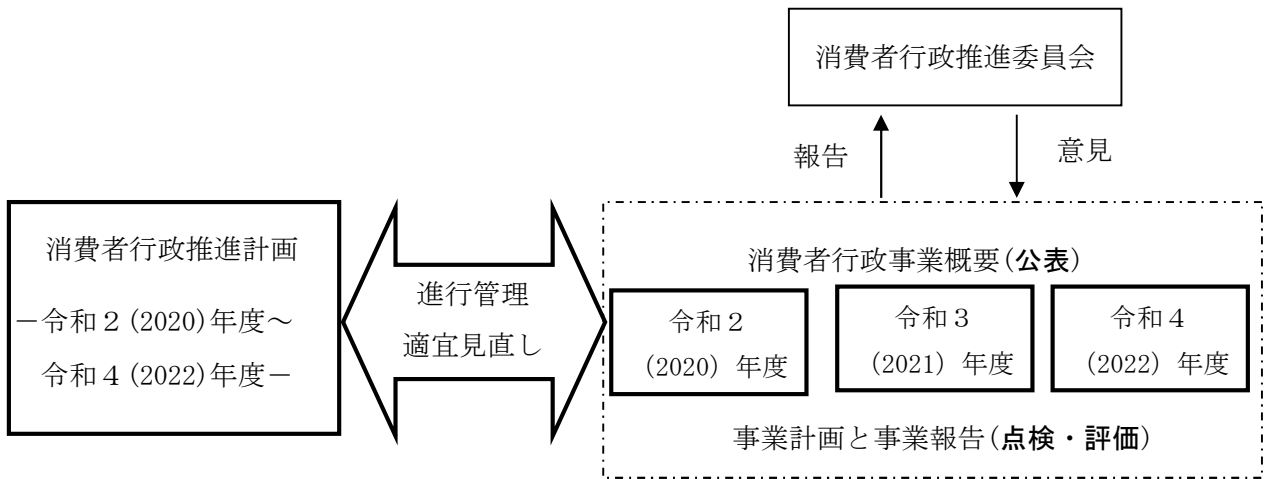 消費者行政推進委員会
報告
意見
消費者行政推進計画
－令和２(2020)年度～
令和４(2022)年度－
進行管理
適宜見直し
消費者行政事業概要(公表)
令和２
(2020) 年度
令和３
(2021) 年度
令和４
(2022) 年度
事業計画と事業報告(点検・評価)